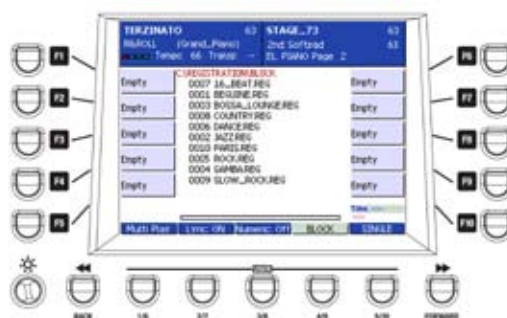 TERZINATO 63
R&ROLL (Grand_Piano)
Tempo: 66 Transp: --
STAGE_73 63
2nd Softpad 63
EL PIANO Page 2
C:\REGISTRATION\BLOCK
0007 16_BEAT.REG
0001 BEGUINE.REG
0003 BOSSA_LOUNGE.REG
0008 COUNTRY.REG
0006 DANCE.REG
0002 JAZZ.REG
0010 PARIS.REG
0005 ROCK.REG
0004 SAMBA.REG
0009 SLOW_ROCK.REG
Empty
Empty
Empty
Empty
Empty
Empty
Empty
Empty
Empty
Empty
Multi Pair Lyric: ON Numeric: Off BLOCK SINGLE
F1
F2
F3
F4
F5
F6
F7
F8
F9
F10
BACK 1/6 2/7 3/8 4/9 5/10 FORWARD